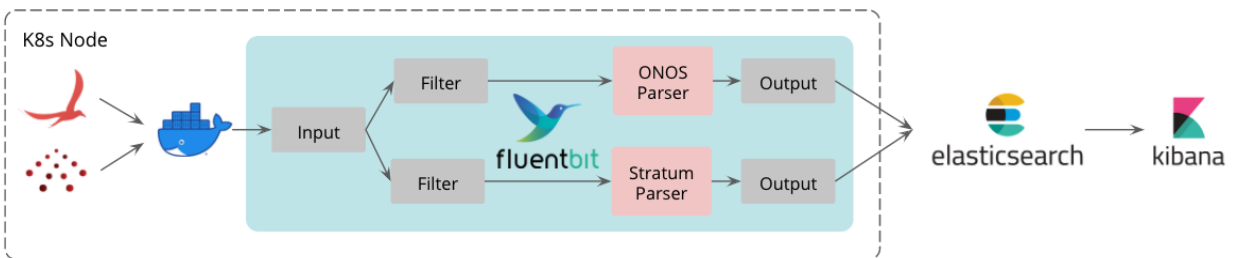 K8s Node
Input
Filter
ONOS
Parser
Output
fluentbit
Filter
Stratum
Parser
Output
elasticsearch
kibana